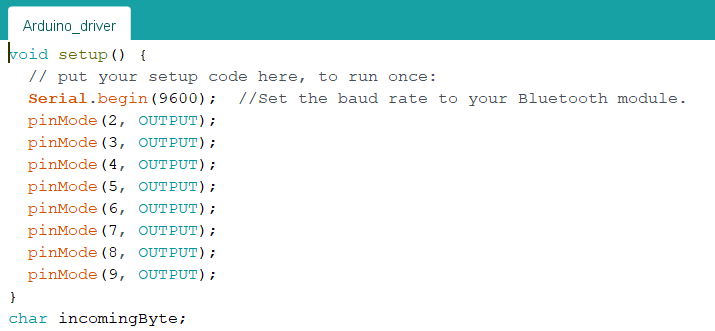 Arduino_driver
void setup() {
  // put your setup code here, to run once:
  Serial.begin(9600);  //Set the baud rate to your Bluetooth module.
  pinMode(2, OUTPUT);
  pinMode(3, OUTPUT);
  pinMode(4, OUTPUT);
  pinMode(5, OUTPUT);
  pinMode(6, OUTPUT);
  pinMode(7, OUTPUT);
  pinMode(8, OUTPUT);
  pinMode(9, OUTPUT);
}
char incomingByte;